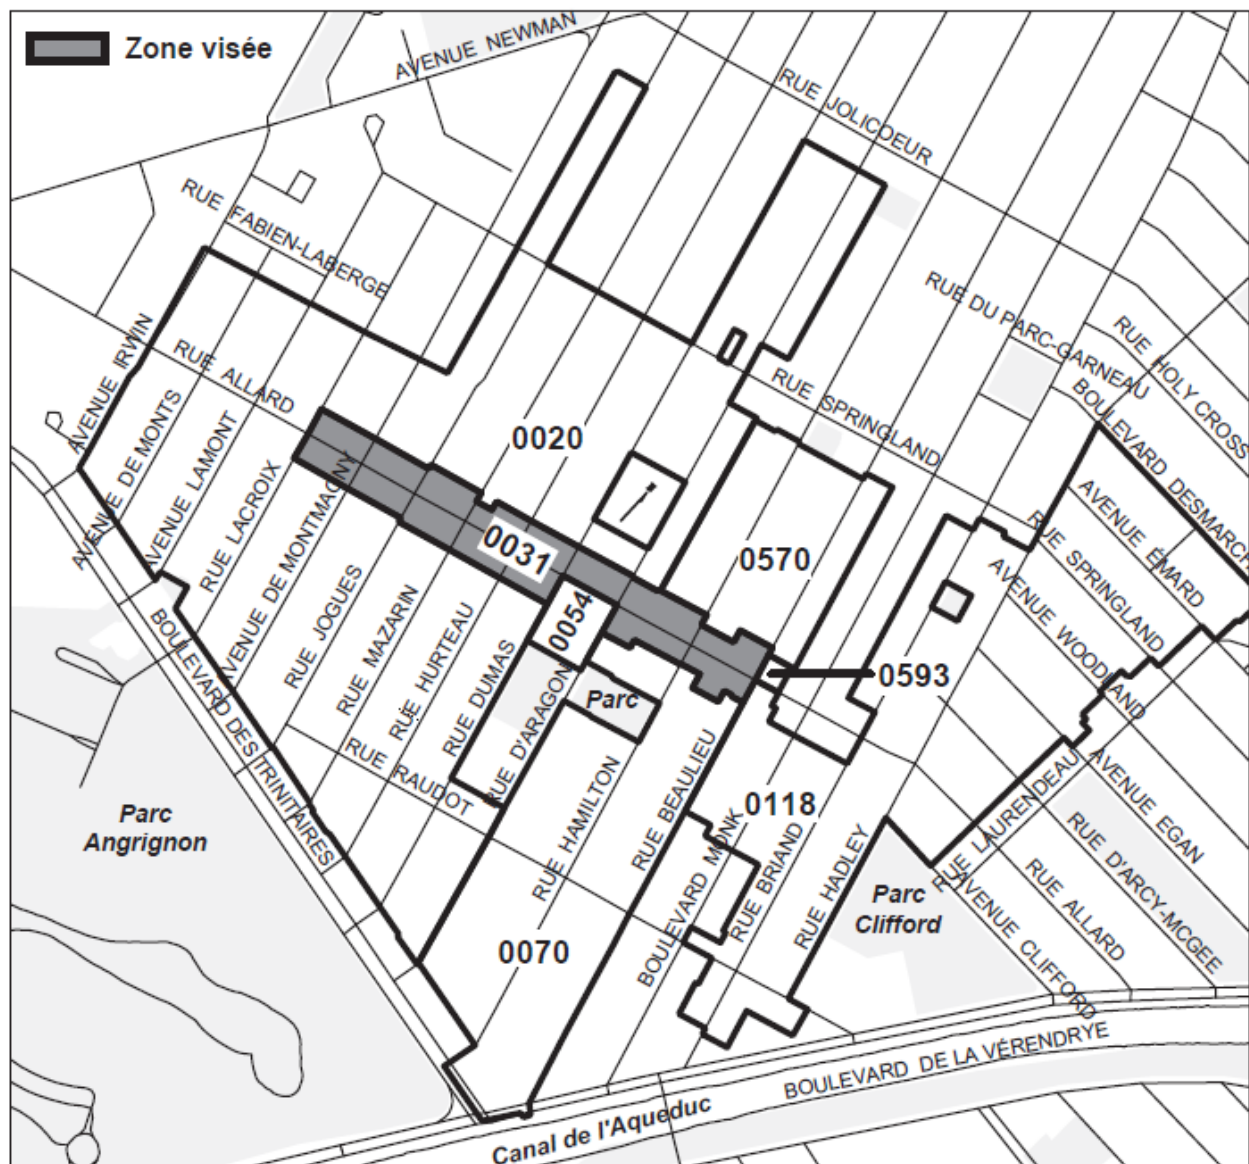 Zone visée
AVENUE NEWMAN
RUE JOLICOEUR
RUE FABIEN-LABERGE
RUE DU PARC-GARNEAU
RUE HOLY CROSS
AVENUE IRWIN
RUE ALLARD
RUE SPRINGLAND
BOULEVARD DESMARCH
AVENUE DE MONTS
AVENUE LAMONT
RUE LACROIX
AVENUE DE MONTMAGNY
0020
0031
0570
RUE SPRINGLAND
AVENUE ÉMARD
AVENUE WOODLAND
RUE JOGUES
RUE MAZARIN
RUE HURTEAU
RUE DUMAS
0054
RUE D'ARAGON
Parc
0593
BOULEVARD DES TRINITAIRES
RUE RAUDOT
RUE HAMILTON
RUE BEAULIEU
0118
BOULEVARD MONK
RUE BRIAND
RUE HADLEY
Parc
Angrignon
RUE LAURENDEAU
AVENUE EGAN
RUE D'ARCY-MCGEE
RUE ALLARD
AVENUE CLIFFORD
Parc
Clifford
0070
BOULEVARD DE LA VÉRENDRYE
Canal de l'Aqueduc